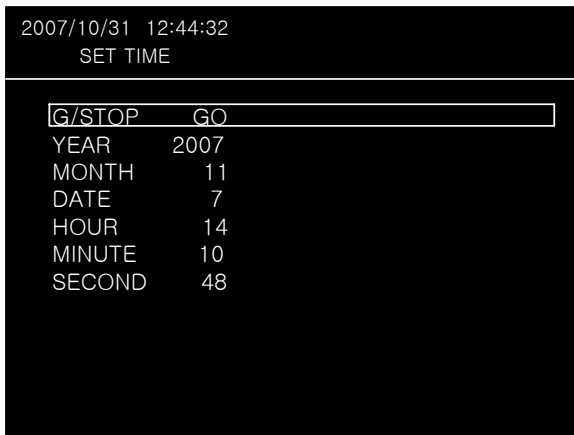 2007/10/31 12:44:32
SET TIME
G/STOP GO
YEAR 2007
MONTH 11
DATE 7
HOUR 14
MINUTE 10
SECOND 48